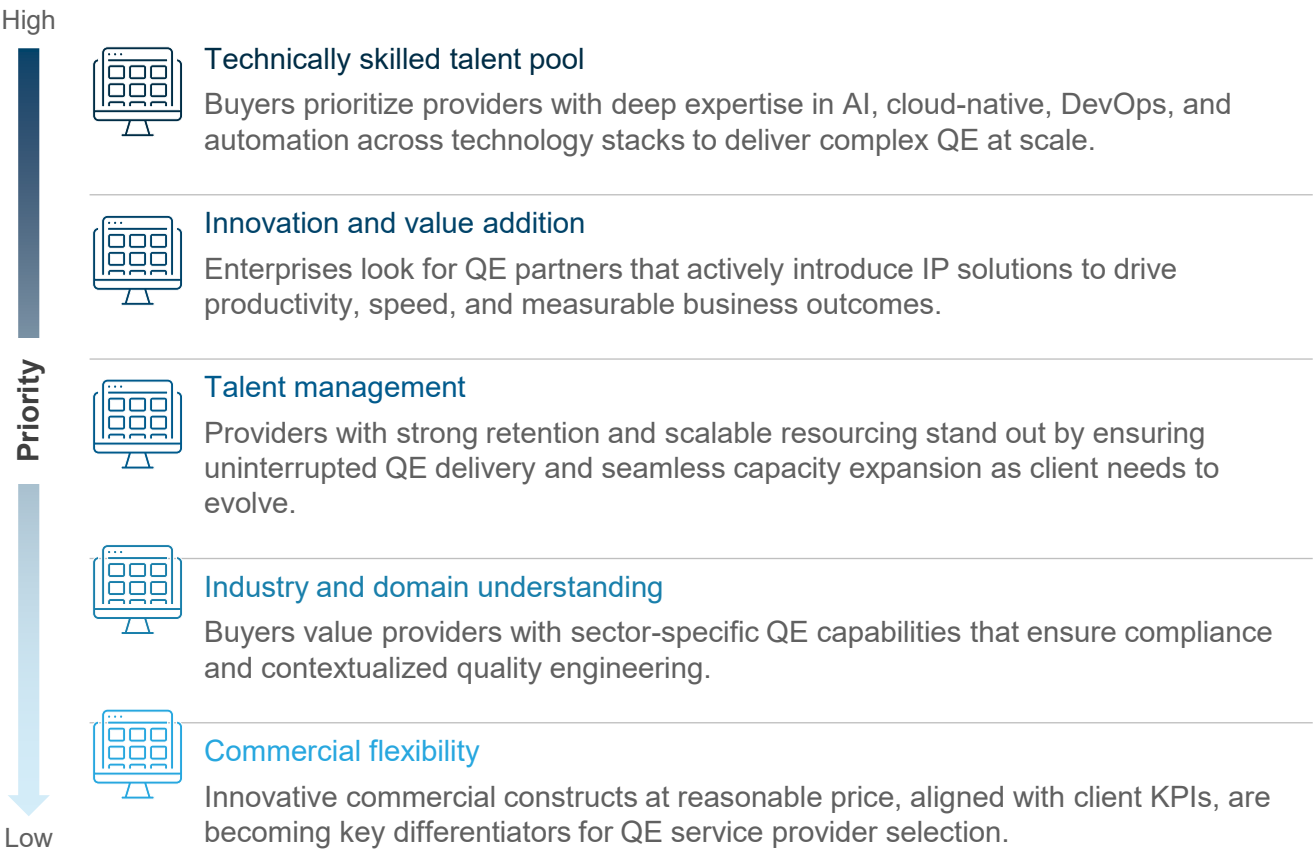 High
Technically skilled talent pool
Buyers prioritize providers with deep expertise in AI, cloud-native, DevOps, and
automation across technology stacks to deliver complex QE at scale.
Innovation and value addition
Enterprises look for QE partners that actively introduce IP solutions to drive
productivity, speed, and measurable business outcomes.
Priority
Talent management
Providers with strong retention and scalable resourcing stand out by ensuring
uninterrupted QE delivery and seamless capacity expansion as client needs to
evolve.
Industry and domain understanding
Buyers value providers with sector-specific QE capabilities that ensure compliance
and contextualized quality engineering.
Commercial flexibility
Innovative commercial constructs at reasonable price, aligned with client KPIs, are
becoming key differentiators for QE service provider selection.
Low